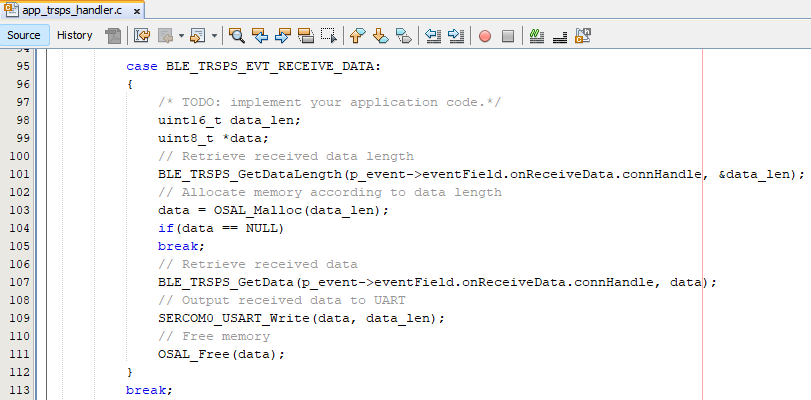 app_trsps_handler.c
Source History
94
95 case BLE_TRSPS_EVT_RECEIVE_DATA:
96 {
97 /* TODO: implement your application code.*/
98 uint16_t data_len;
99 uint8_t *data;
100 // Retrieve received data length
101 BLE_TRSPS_GetDataLength(p_event->eventField.onReceiveData.connHandle, &data_len);
102 // Allocate memory according to data length
103 data = OSAL_Malloc(data_len);
104 if(data == NULL)
105 break;
106 // Retrieve received data
107 BLE_TRSPS_GetData(p_event->eventField.onReceiveData.connHandle, data);
108 // Output received data to UART
109 SERCOM0_USART_Write(data, data_len);
110 // Free memory
111 OSAL_Free(data);
112 }
113 break;